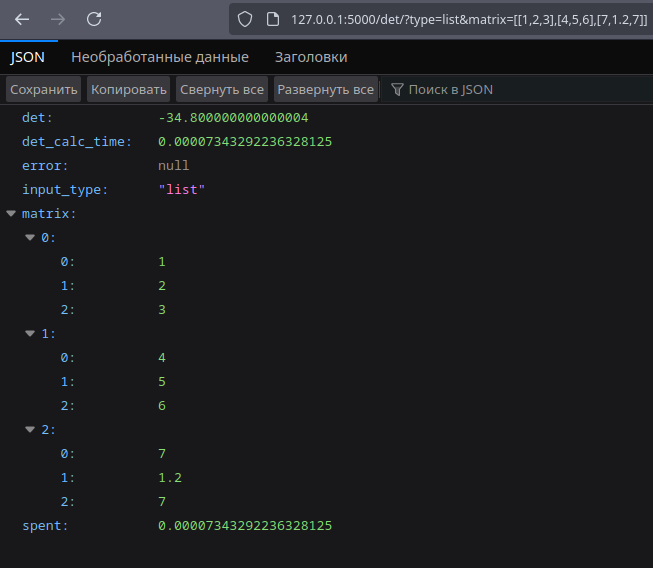 127.0.0.1:5000/det/?type=list&matrix=[[1,2,3],[4,5,6],[7,1.2,7]]
JSON Необработанные данные Заголовки
Сохранить Копировать Свернуть все Развернуть все Поиск в JSON
det: -34.800000000000004
det_calc_time: 0.00007343292236328125
error: null
input_type: "list"
matrix:
0:
0: 1
1: 2
2: 3
1:
0: 4
1: 5
2: 6
2:
0: 7
1: 1.2
2: 7
spent: 0.00007343292236328125